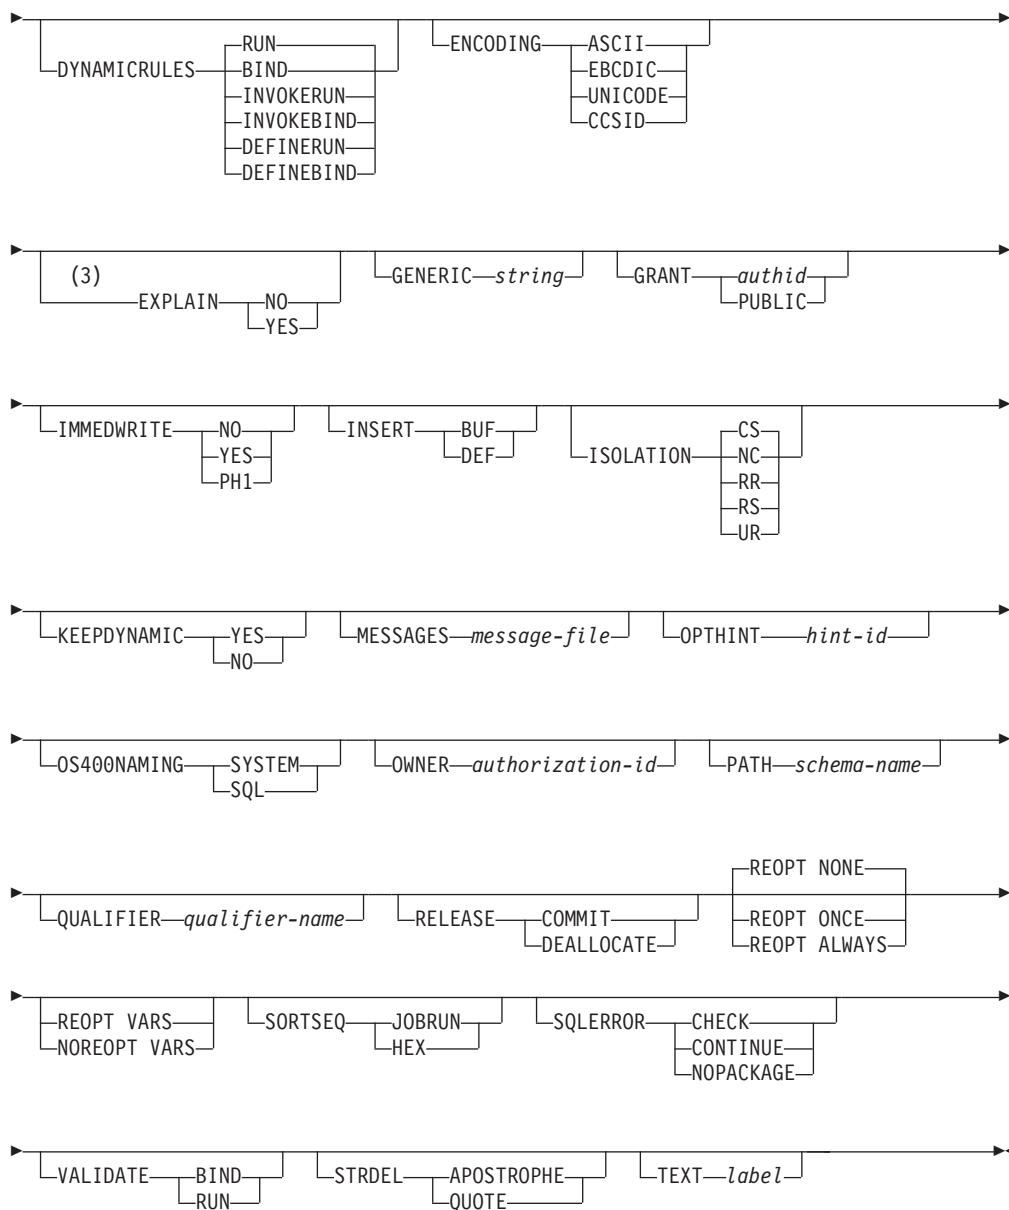 RUN
ENCODING ASCII
DYNAMICRULES BIND
EBCDIC
INVOKERUN
UNICODE
INVOKEBIND
CCSID
DEFINERUN
DEFINEBIND
(3)
GENERIC string
GRANT authid
EXPLAIN NO
PUBLIC
YES
IMMEDWRITE NO
INSERT BUF
CS
YES
DEF
ISOLATION NC
PH1
RR
RS
UR
KEEPDYNAMIC YES
MESSAGES message-file
OPTHINT hint-id
NO
OS400NAMING SYSTEM
OWNER authorization-id
PATH schema-name
SQL
REOPT NONE
QUALIFIER qualifier-name
RELEASE COMMIT
REOPT ONCE
DEALLOCATE
REOPT ALWAYS
REOPT VARS
SORTSEQ JOBRUN
SQLERROR CHECK
NOREOPT VARS
HEX
CONTINUE
NOPACKAGE
VALIDATE BIND
STRDEL APOSTROPHE
TEXT label
RUN
QUOTE